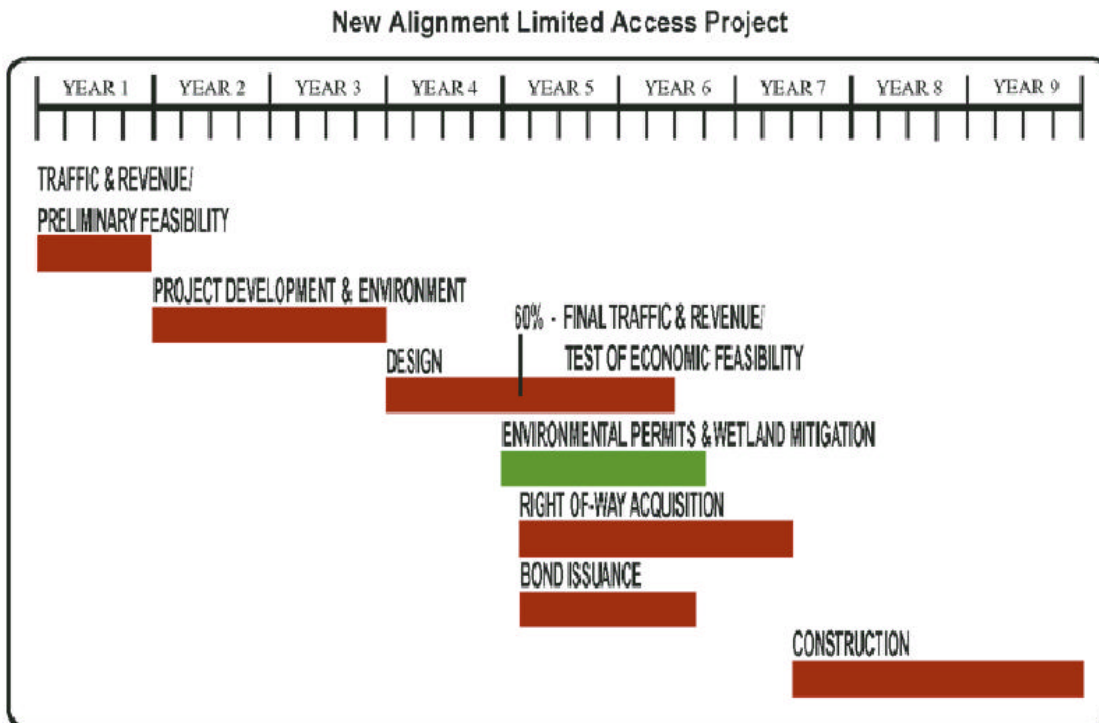 New Alignment Limited Access Project
YEAR 1 YEAR 2 YEAR 3 YEAR 4 YEAR 5 YEAR 6 YEAR 7 YEAR 8 YEAR 9
TRAFFIC & REVENUE/
PRELIMINARY FEASIBILITY
PROJECT DEVELOPMENT & ENVIRONMENT
60% - FINAL TRAFFIC & REVENUE/
TEST OF ECONOMIC FEASIBILITY
DESIGN
ENVIRONMENTAL PERMITS & WETLAND MITIGATION
RIGHT OF-WAY ACQUISITION
BOND ISSUANCE
CONSTRUCTION